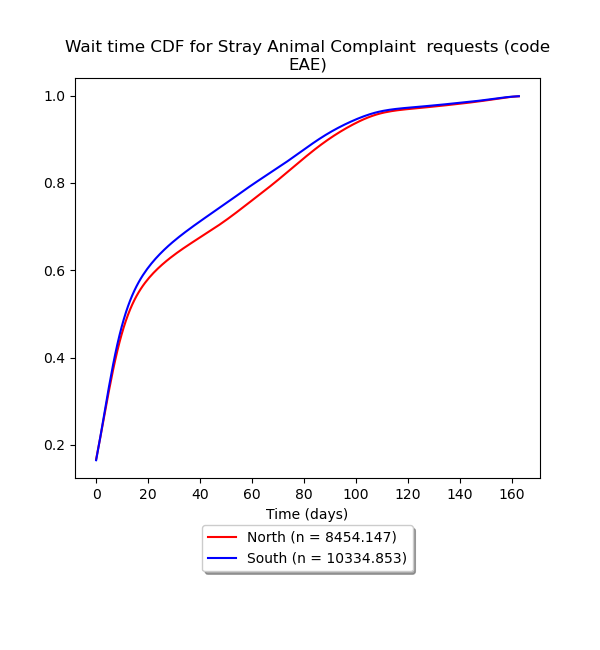 Wait time CDF for Stray Animal Complaint  requests (code
EAE)
1.0
0.8
0.6
0.4
0.2
0 20 40 60 80 100 120 140 160
Time (days)
North (n = 8454.147)
South (n = 10334.853)